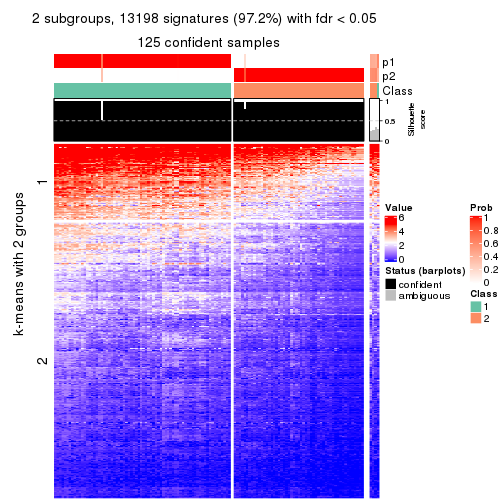 2 subgroups, 13198 signatures (97.2%) with fdr < 0.05
125 confident samples
p1
p2
Class
1
0.5
0
Silhouette
score
k-means with 2 groups
1
2
Value
6
4
2
0
Status (barplots)
confident
ambiguous
Prob
1
0.8
0.6
0.4
0.2
0
Class
1
2